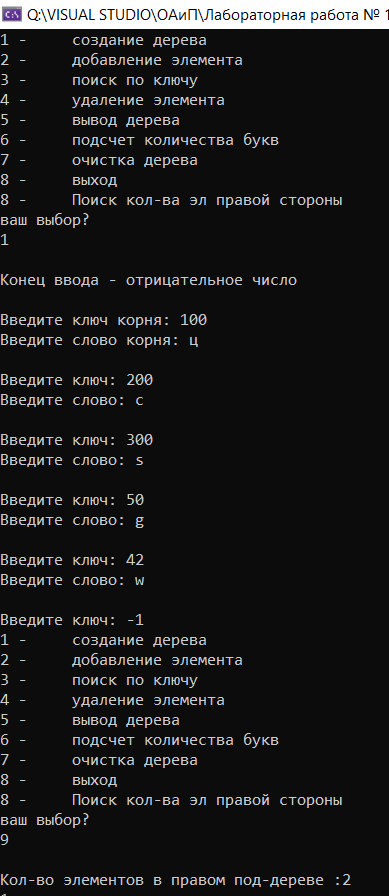 Q:\VISUAL STUDIO\ОАиП\Лабораторная работа № 1
1 -     создание дерева
2 -     добавление элемента
3 -     поиск по ключу
4 -     удаление элемента
5 -     вывод дерева
6 -     подсчет количества букв
7 -     очистка дерева
8 -     выход
8 -     Поиск кол-ва эл правой стороны
ваш выбор?
1
Конец ввода - отрицательное число
Введите ключ корня: 100
Введите слово корня: ц
Введите ключ: 200
Введите слово: с
Введите ключ: 300
Введите слово: s
Введите ключ: 50
Введите слово: g
Введите ключ: 42
Введите слово: w
Введите ключ: -1
1 -     создание дерева
2 -     добавление элемента
3 -     поиск по ключу
4 -     удаление элемента
5 -     вывод дерева
6 -     подсчет количества букв
7 -     очистка дерева
8 -     выход
8 -     Поиск кол-ва эл правой стороны
ваш выбор?
9
Кол-во элементов в правом под-дереве :2